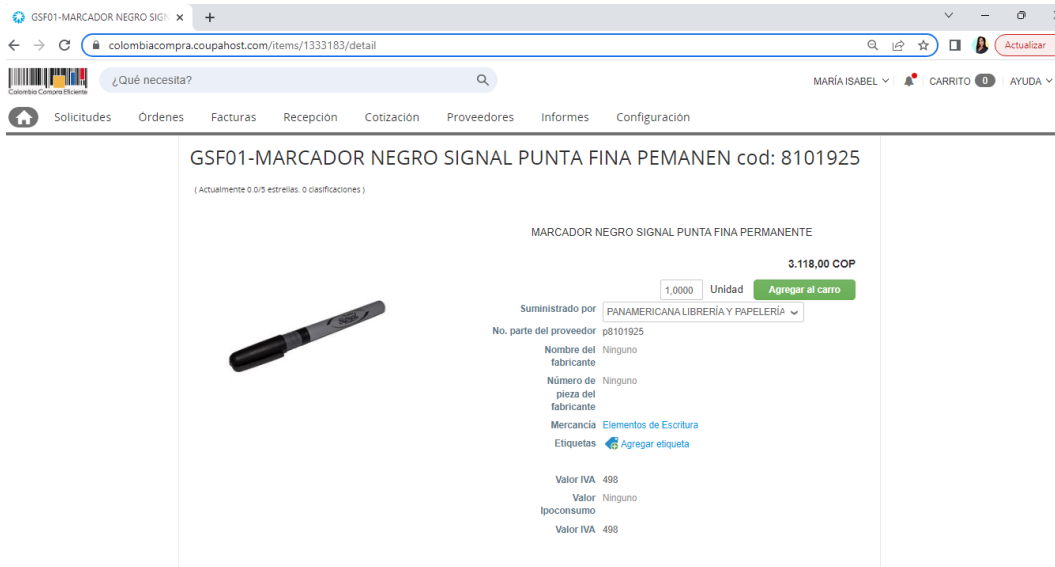 GSF01-MARCADOR NEGRO SIGN
colombiacompra.coupahost.com/items/1333183/detail
Actualizar
Colombia Compra Eficiente
¿Qué necesita?
MARÍA ISABEL
CARRITO 0
AYUDA
Solicitudes Órdenes Facturas Recepción Cotización Proveedores Informes Configuración
GSF01-MARCADOR NEGRO SIGNAL PUNTA FINA PEMANEN cod: 8101925
( Actualmente 0.0/5 estrellas. 0 clasificaciones )
MARCADOR NEGRO SIGNAL PUNTA FINA PERMANENTE
3.118,00 COP
1,0000 Unidad Agregar al carro
Suministrado por PANAMERICANA LIBRERÍA Y PAPELERÍA
No. parte del proveedor p8101925
Nombre del Ninguno
fabricante
Número de Ninguno
pieza del
fabricante
Mercancía Elementos de Escritura
Etiquetas Agregar etiqueta
Valor IVA 498
Valor Ninguno
Ipoconsumo
Valor IVA 498